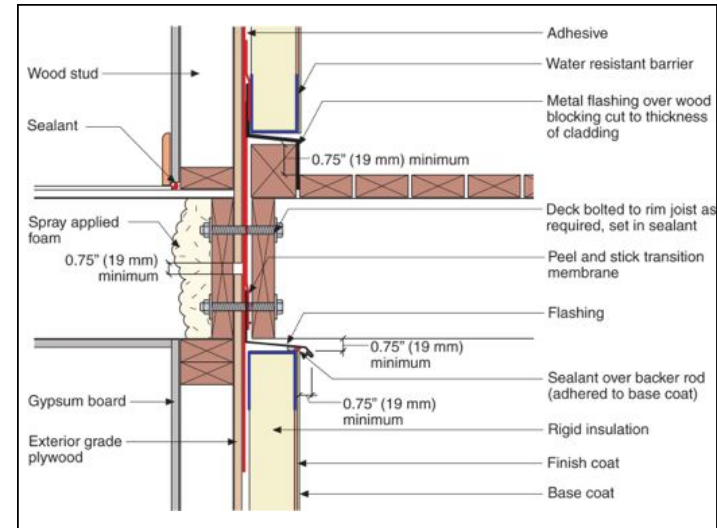 Adhesive
Wood stud
Water resistant barrier
Sealant
Metal flashing over wood
blocking cut to thickness
of cladding
0.75" (19 mm) minimum
Spray applied
foam
Deck bolted to rim joist as
required, set in sealant
0.75" (19 mm)
minimum
Peel and stick transition
membrane
Flashing
0.75" (19 mm)
minimum
Sealant over backer rod
(adhered to base coat)
Gypsum board
0.75" (19 mm)
minimum
Rigid insulation
Exterior grade
plywood
Finish coat
Base coat